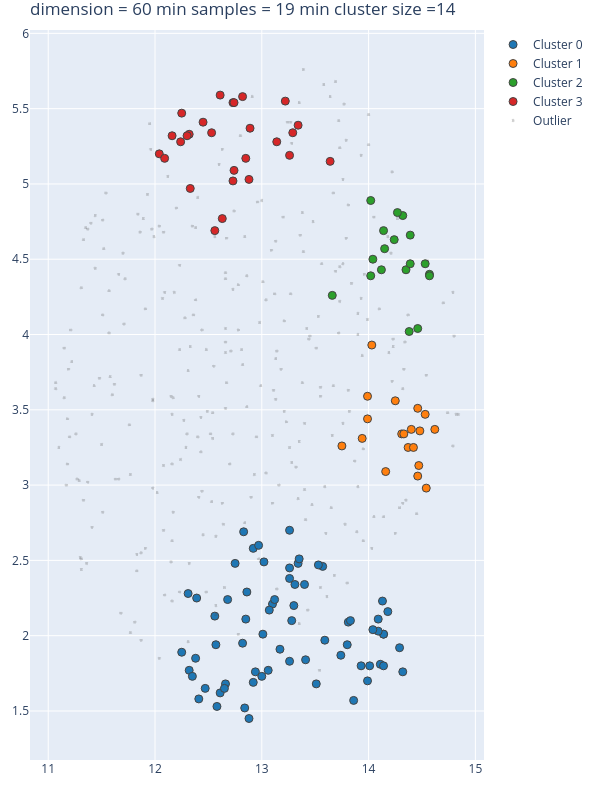 dimension = 60 min samples = 19 min cluster size =14
6
5.5
5
4.5
4
3.5
3
2.5
2
1.5
11 12 13 14 15
Cluster 0
Cluster 1
Cluster 2
Cluster 3
Outlier